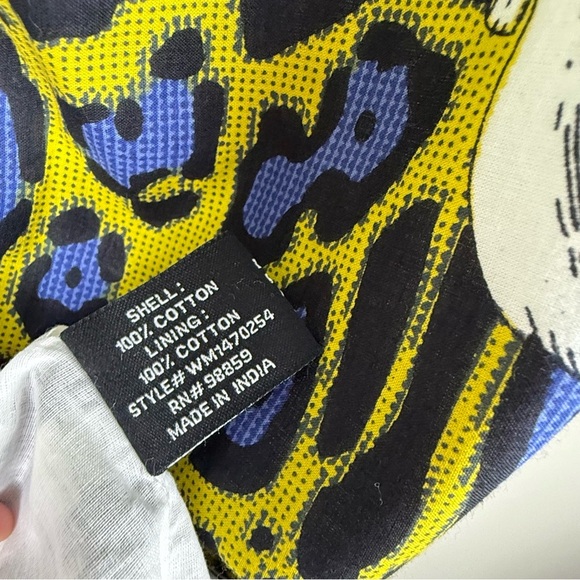 SHELL:
100% COTTON
LINING:
100% COTTON
STYLE# WM1470254
RN# 98859
MADE IN INDIA